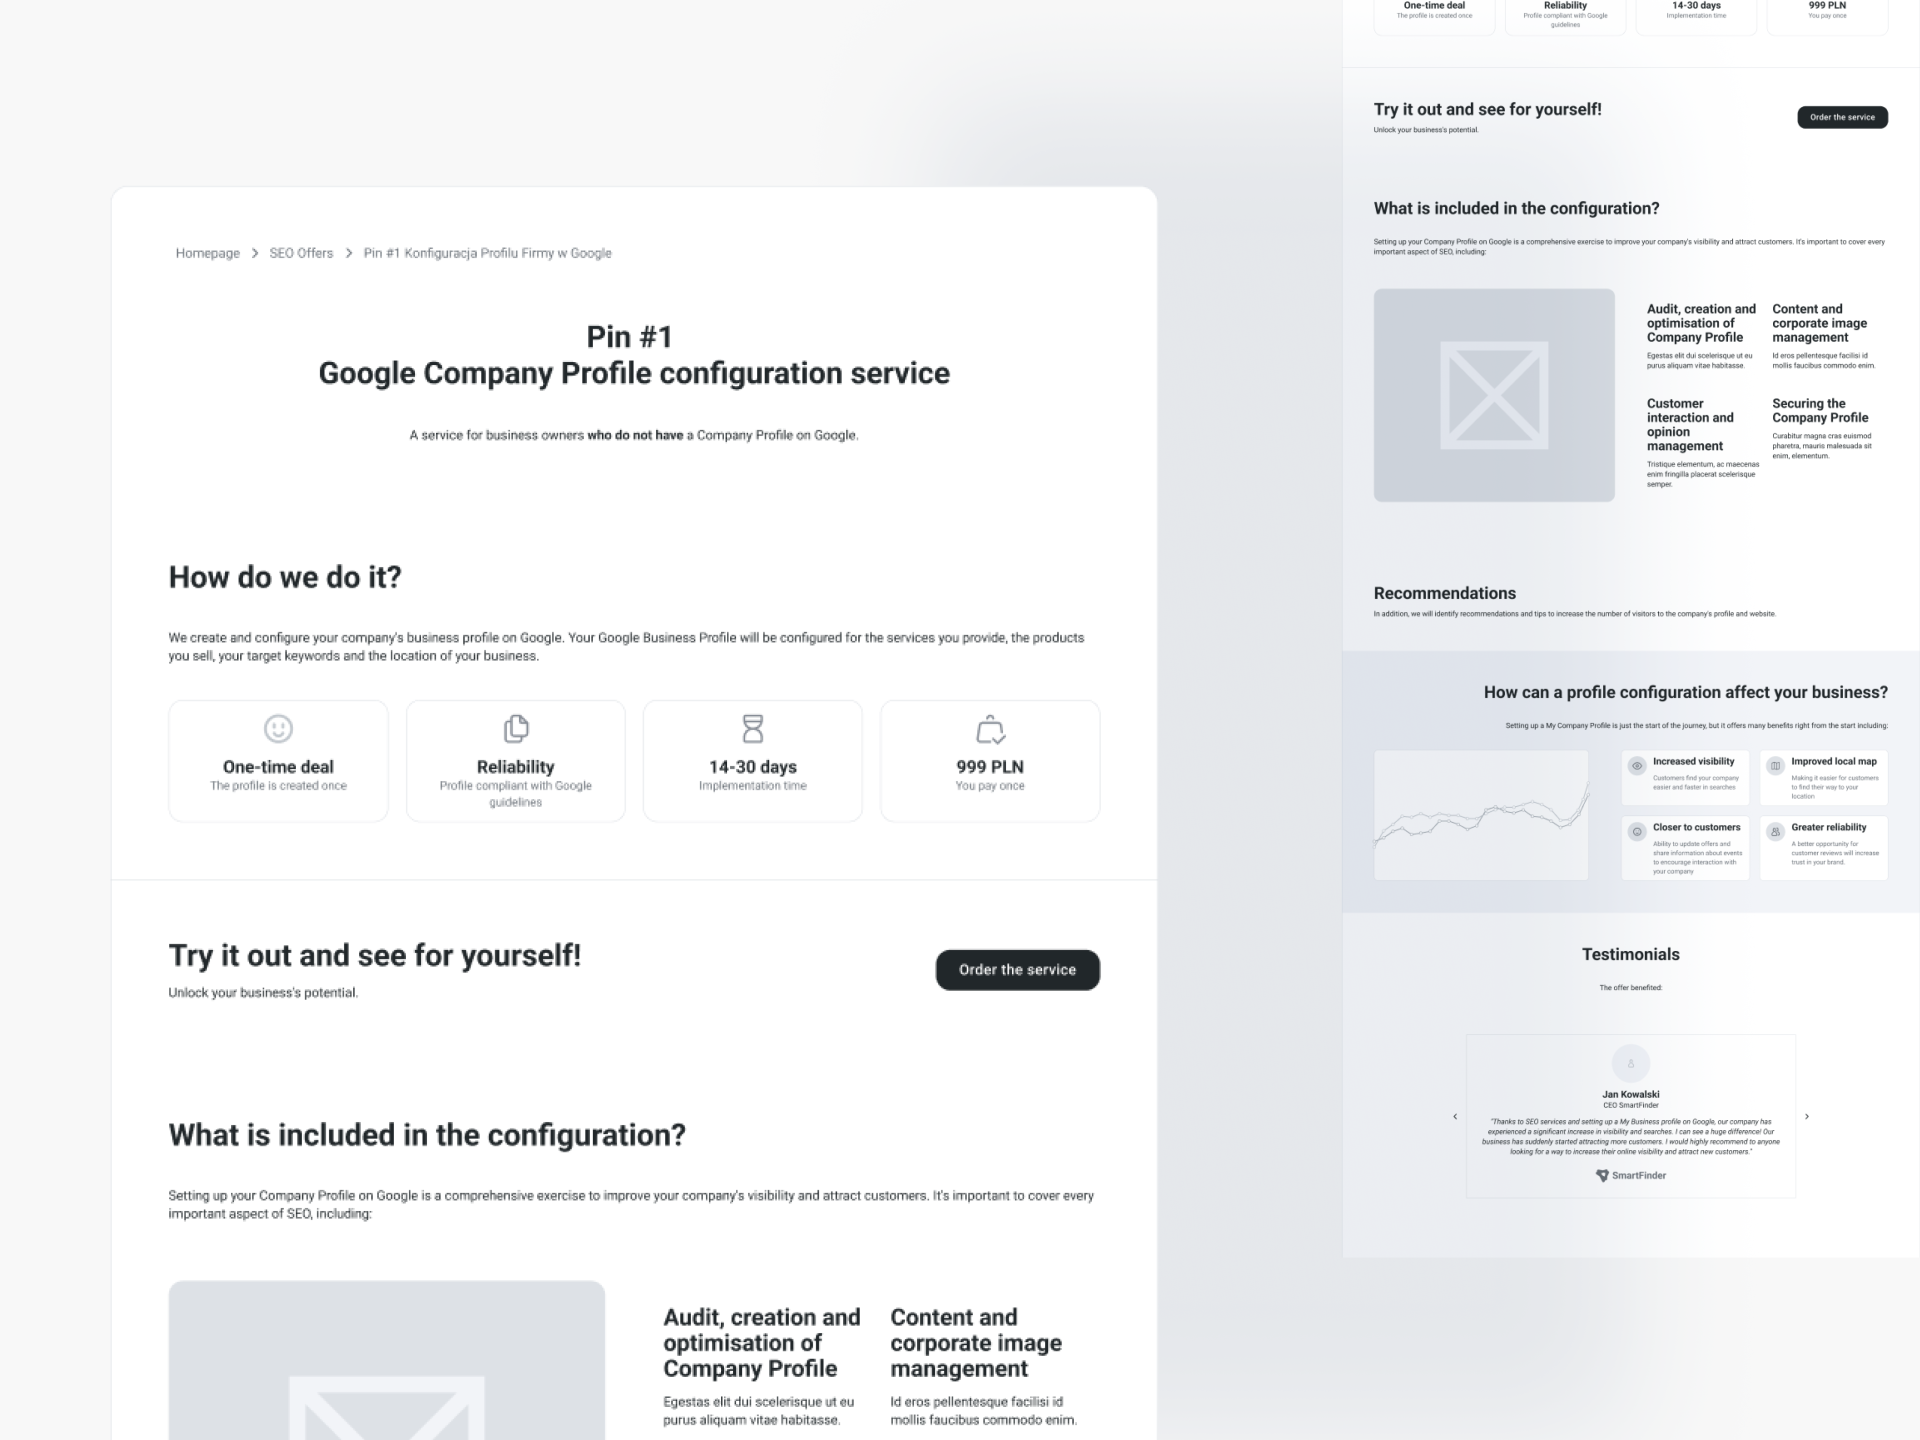 Homepage > SEO Offers > Pin #1 Konfiguracja Profilu Firmy w Google
Pin #1
Google Company Profile configuration service
A service for business owners who do not have a Company Profile on Google.
How do we do it?
We create and configure your company's business profile on Google. Your Google Business Profile will be configured for the services you provide, the products
you sell, your target keywords and the location of your business.
One-time deal
The profile is created once
Reliability
Profile compliant with Google
guidelines
14-30 days
Implementation time
999 PLN
You pay once
Try it out and see for yourself!
Unlock your business's potential.
Order the service
What is included in the configuration?
Setting up your Company Profile on Google is a comprehensive exercise to improve your company's visibility and attract customers. It's important to cover every
important aspect of SEO, including:
Audit, creation and
optimisation of
Company Profile
Egestas elit dui scelerisque ut eu
purus aliquam vitae habitasse.
Content and
corporate image
management
Id eros pellentesque facilisi id
mollis faucibus commodo enim.
One-time deal
The profile is created once
Reliability
Profile compliant with Google
guidelines
14-30 days
Implementation time
999 PLN
You pay once
Try it out and see for yourself!
Unlock your business's potential.
Order the service
What is included in the configuration?
Setting up your Company Profile on Google is a comprehensive exercise to improve your company's visibility and attract customers. It's important to cover every
important aspect of SEO, including:
Audit, creation and
optimisation of
Company Profile
Egestas elit dui scelerisque ut eu
purus aliquam vitae habitasse.
Content and
corporate image
management
Id eros pellentesque facilisi id
mollis faucibus commodo enim.
Customer
interaction and
opinion
management
Tristique elementum, ac maecenas
enim fringilla placerat scelerisque
semper.
Securing the
Company Profile
Curabitur magna cras euismod
pharetra, mauris malesuada sit
enim, elementum.
Recommendations
In addition, we will identify recommendations and tips to increase the number of visitors to the company's profile and website.
How can a profile configuration affect your business?
Setting up a My Company Profile is just the start of the journey, but it offers many benefits right from the start including:
Increased visibility
Customers find your company
easier and faster in searches
Improved local map
Making it easier for customers
to find their way to your
location
Closer to customers
Ability to update offers and
share information about events
to encourage interaction with
your company
Greater reliability
A better opportunity for
customer reviews will increase
trust in your brand.
Testimonials
The offer benefited:
Jan Kowalski
CEO SmartFinder
"Thanks to SEO services and setting up a My Business profile on Google, our company has
experienced a significant increase in visibility and searches. I can see a huge difference! Our
business has suddenly started attracting more customers. I would highly recommend to anyone
looking for a way to increase their online visibility and attract new customers."
SmartFinder